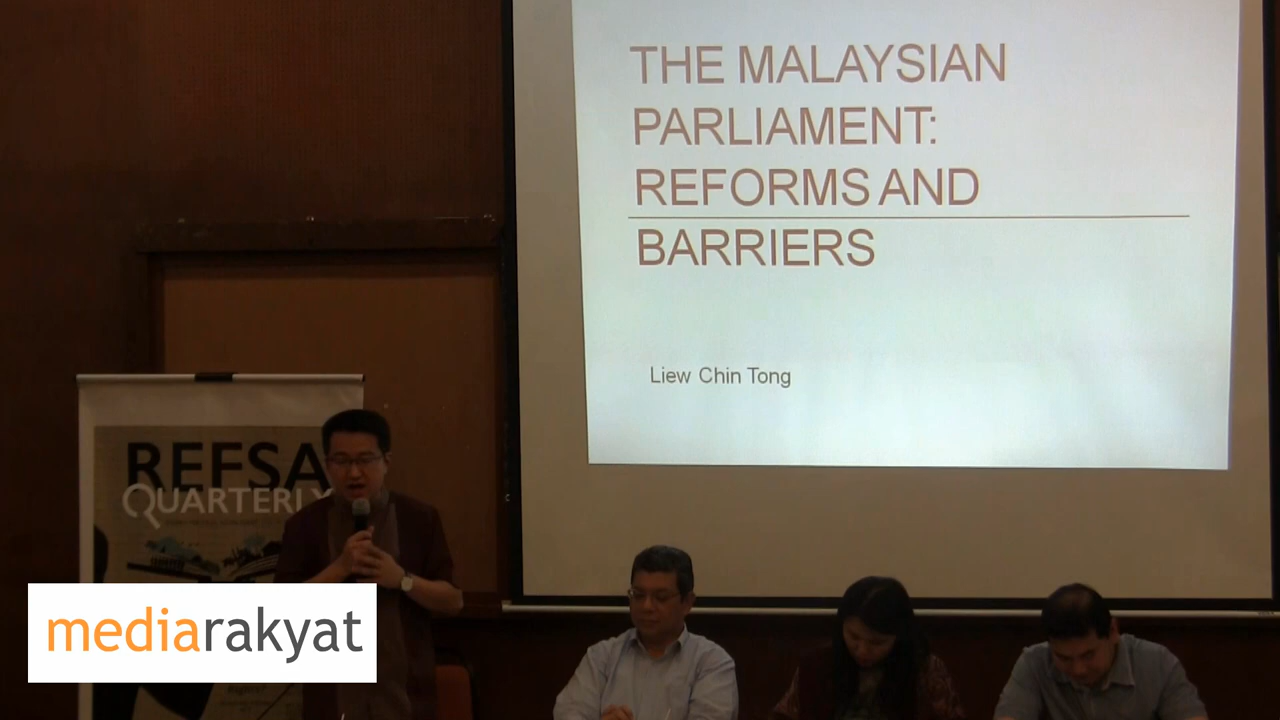 THE MALAYSIAN
PARLIAMENT:
REFORMS AND
BARRIERS
Liew Chin Tong
REFSA
QUARTERLY
mediarakyat